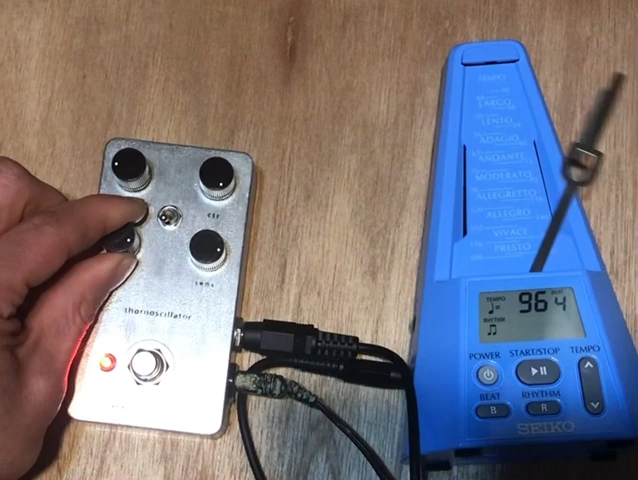 ctr
sens
thornoscillator
TEMPO
LARGO
LENTO
ADAGIO
ANDANTE
MODERATO
ALLEGRETTO
ALLEGRO
VIVACE
PRESTO
TEMPO
BEAT
♩= 96 4
RHYTHM
POWER START/STOP TEMPO
BEAT RHYTHM
B R
SEIKO